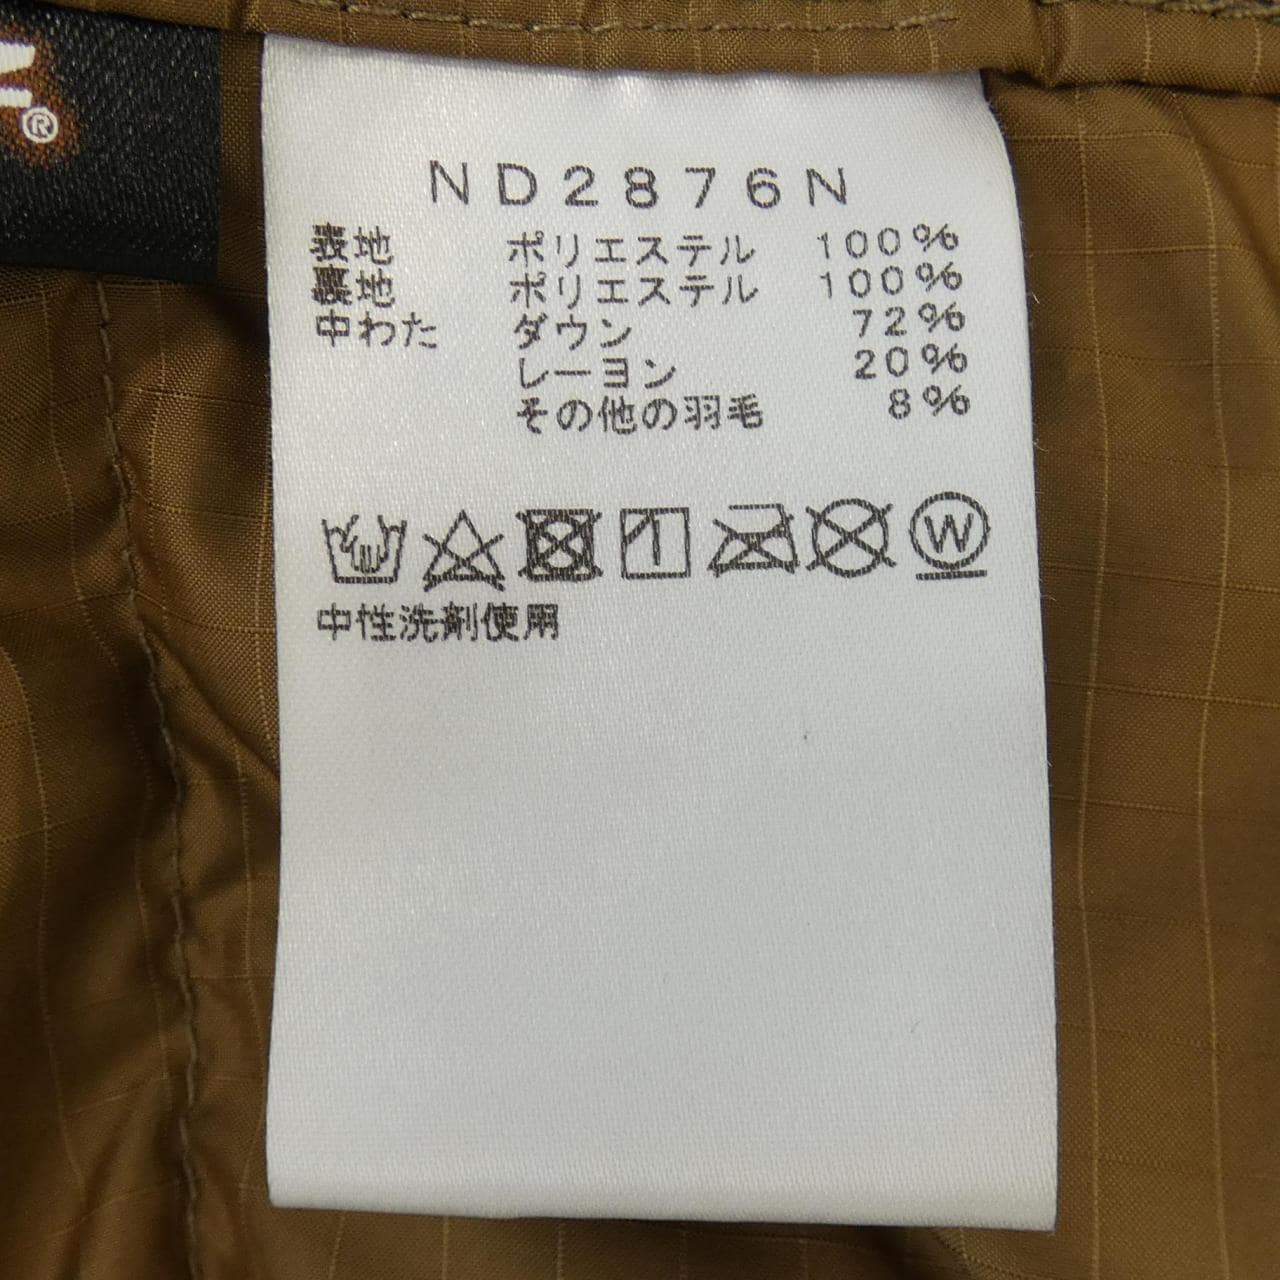 ®
ND2876N
表地 ポリエステル 100%
裏地 ポリエステル 100%
中わた ダウン 72%
レーヨン 20%
その他の羽毛 8%
W
中性洗剤使用